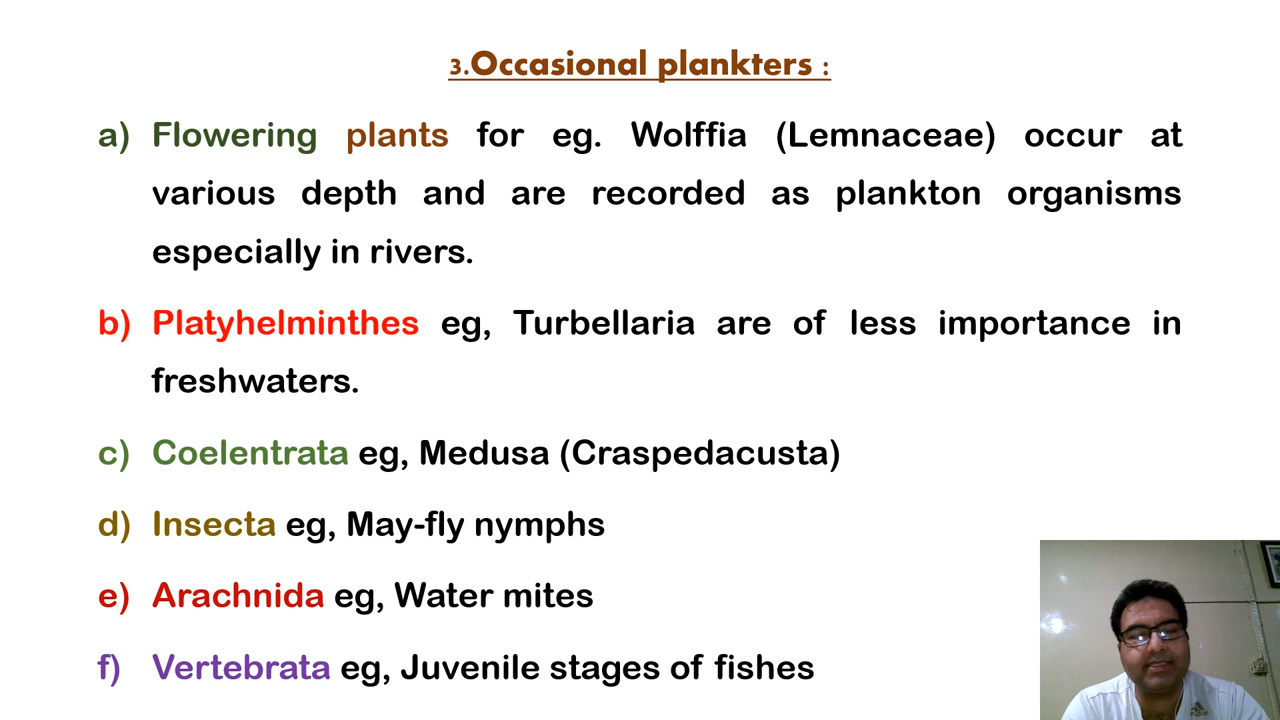 3.Occasional plankters :
a) Flowering plants for eg. Wolffia (Lemnaceae) occur at
various depth and are recorded as plankton organisms
especially in rivers.
b) Platyhelminthes eg, Turbellaria are of less importance in
freshwaters.
c) Coelentrata eg, Medusa (Craspedacusta)
d) Insecta eg, May-fly nymphs
e) Arachnida eg, Water mites
f) Vertebrata eg, Juvenile stages of fishes